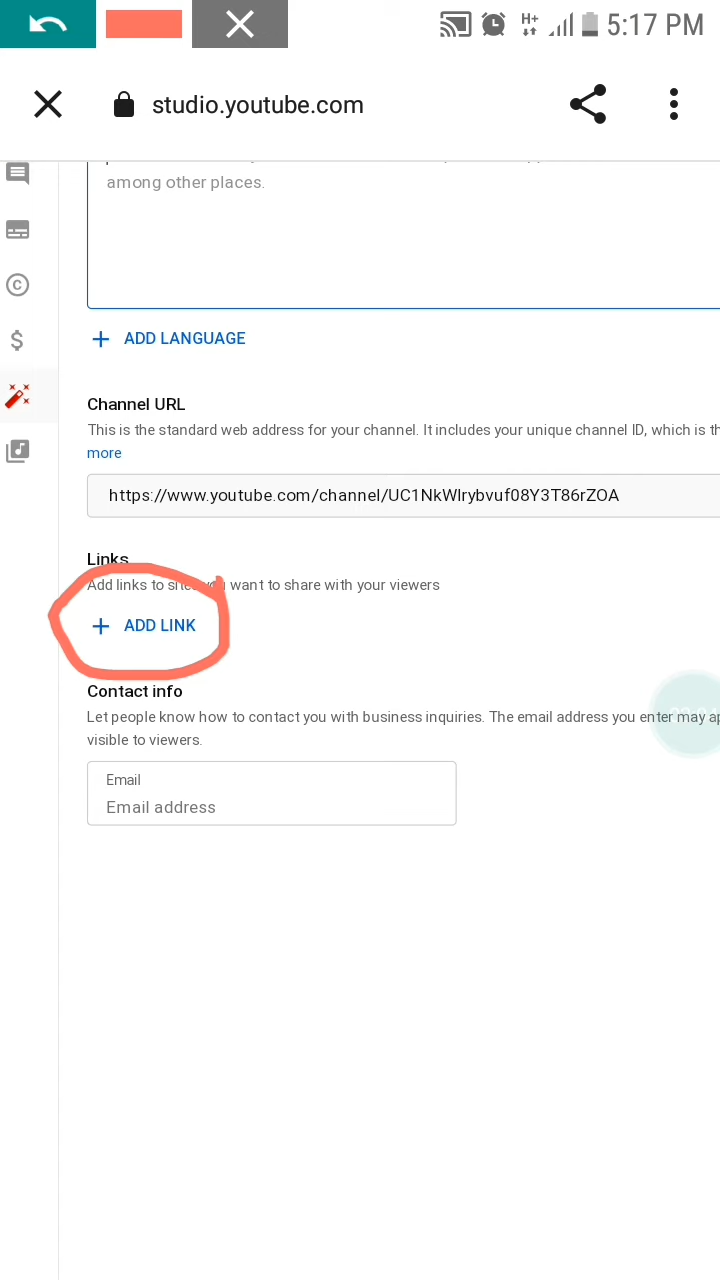 5:17 PM
studio.youtube.com
among other places.
ADD LANGUAGE
Channel URL
This is the standard web address for your channel. It includes your unique channel ID, which is th
more
https://www.youtube.com/channel/UC1NkWlrybvuf08Y3T86rZOA
Links
Add links to sites you want to share with your viewers
ADD LINK
Contact info
Let people know how to contact you with business inquiries. The email address you enter may ap
visible to viewers.
Email
Email address